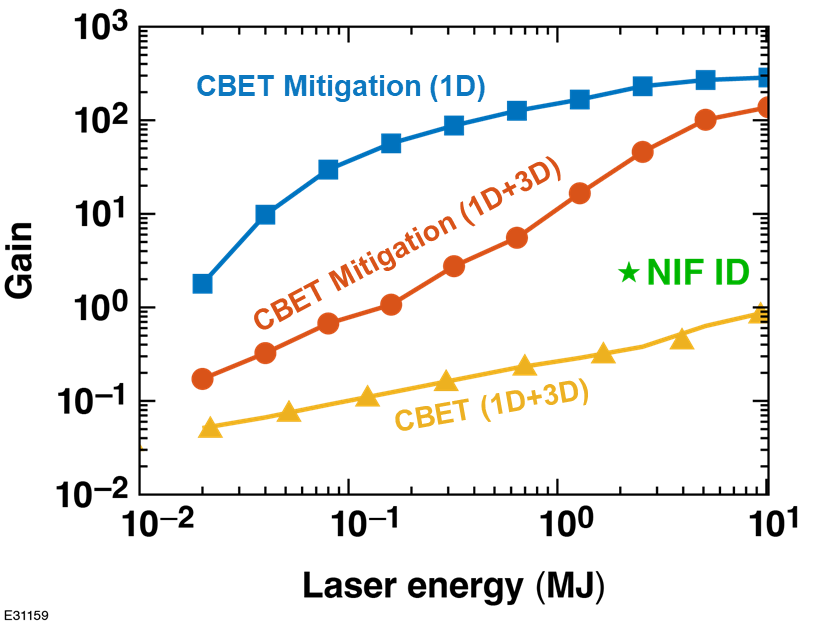 10³
CBET Mitigation (1D)
10²
CBET Mitigation (1D+3D)
10¹
Gain
★ NIF ID
10⁰
10⁻¹
CBET (1D+3D)
10⁻²
10⁻² 10⁻¹ 10⁰ 10¹
Laser energy (MJ)
E31159